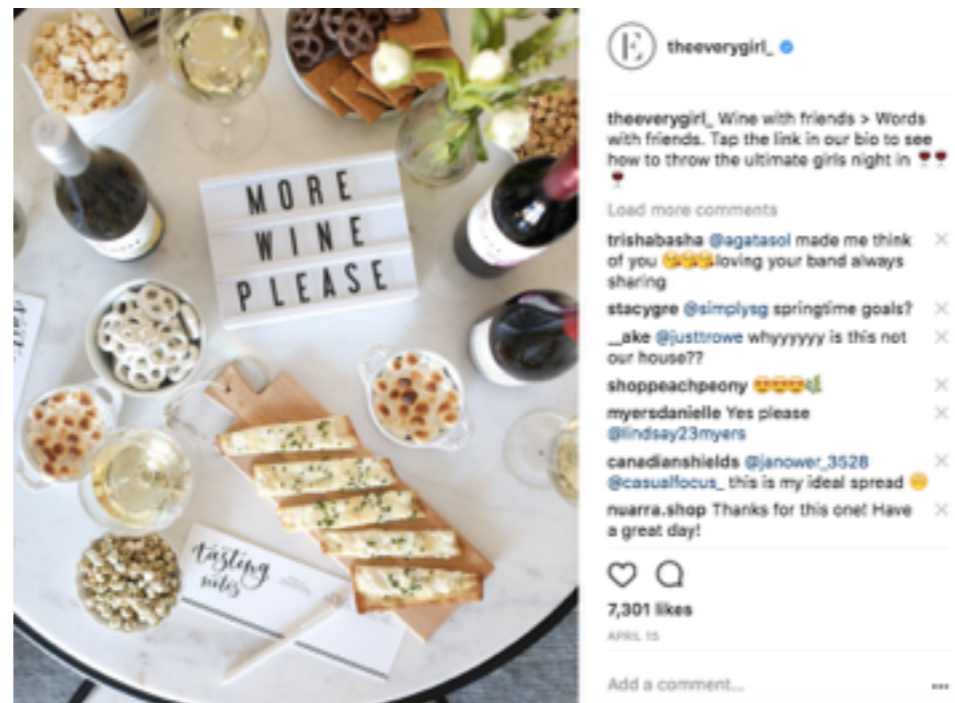 MORE
WINE
PLEASE
tasting
notes
theeverygirl_
theeverygirl_ Wine with friends > Words
with friends. Tap the link in our bio to see
how to throw the ultimate girls night in 🍷🍷
🍷
Load more comments
trishabasha @agatasol made me think
of you 😘😘😘loving your band always
sharing
stacygre @simplysg springtime goals?
__ake @justtrowe whyyyyyy is this not
our house??
shoppeachpeony 😍😍😍🌿
myersdanielle Yes please
@lindsay23myers
canadianshields @janower_3528
@casualfocus_ this is my ideal spread
nuarra.shop Thanks for this one! Have
a great day!
7,301 likes
APRIL 15
Add a comment...